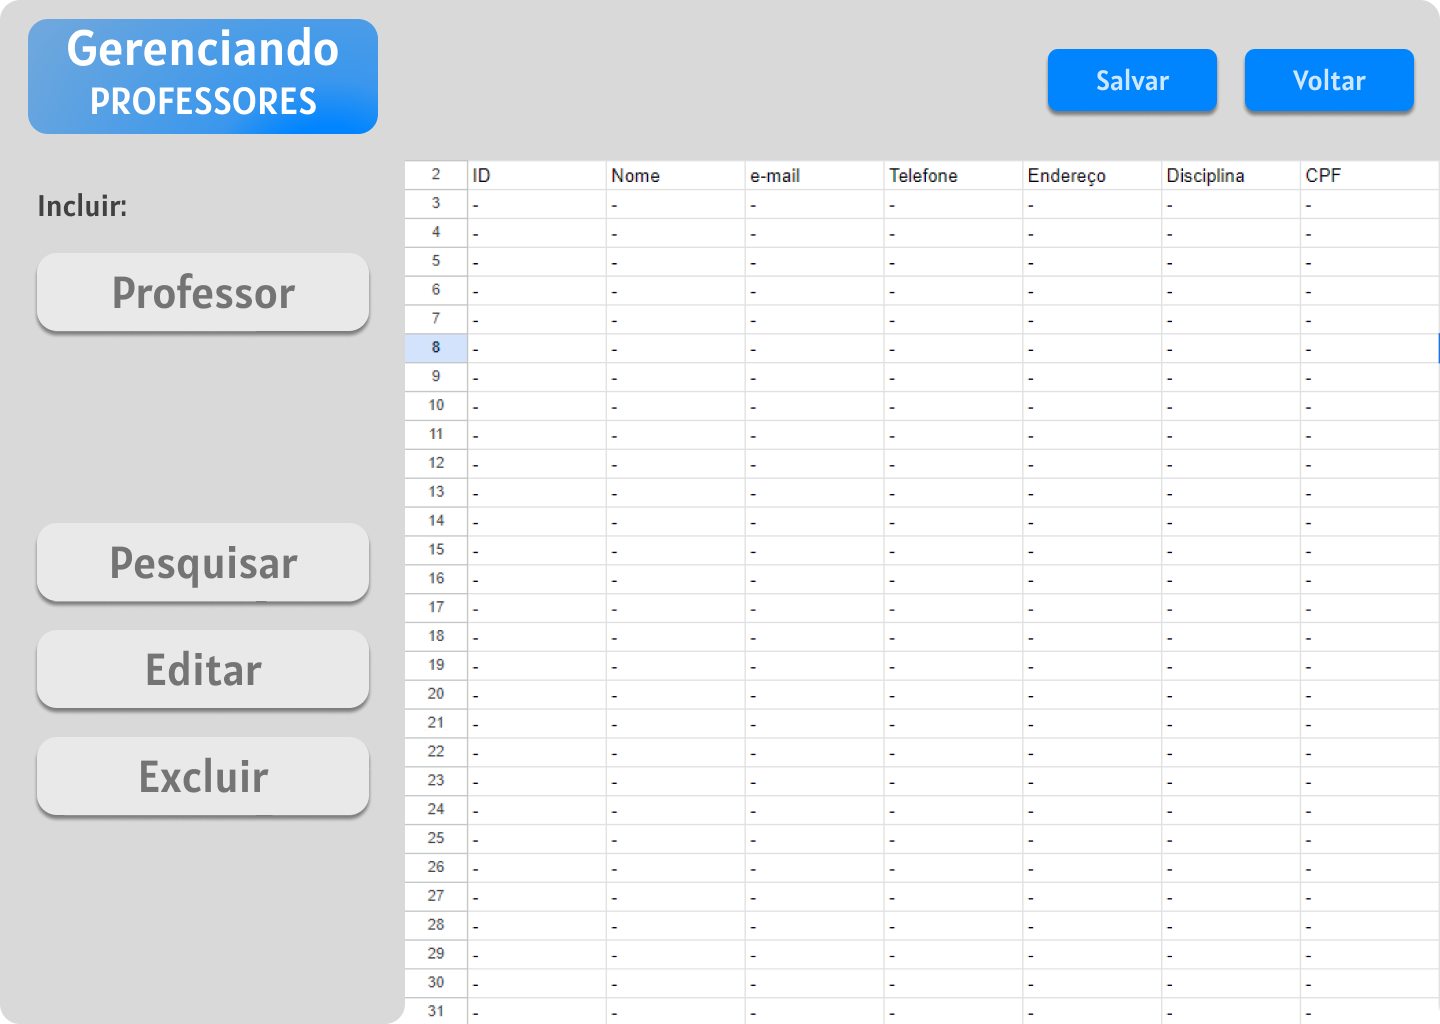 Gerenciando
PROFESSORES
Salvar Voltar
Incluir:
Professor
Pesquisar
Editar
Excluir
2 ID Nome e-mail Telefone Endereço Disciplina CPF
3 - - - - - - -
4 - - - - - - -
5 - - - - - - -
6 - - - - - - -
7 - - - - - - -
8 - - - - - - -
9 - - - - - - -
10 - - - - - - -
11 - - - - - - -
12 - - - - - - -
13 - - - - - - -
14 - - - - - - -
15 - - - - - - -
16 - - - - - - -
17 - - - - - - -
18 - - - - - - -
19 - - - - - - -
20 - - - - - - -
21 - - - - - - -
22 - - - - - - -
23 - - - - - - -
24 - - - - - - -
25 - - - - - - -
26 - - - - - - -
27 - - - - - - -
28 - - - - - - -
29 - - - - - - -
30 - - - - - - -
31 - - - - - - -